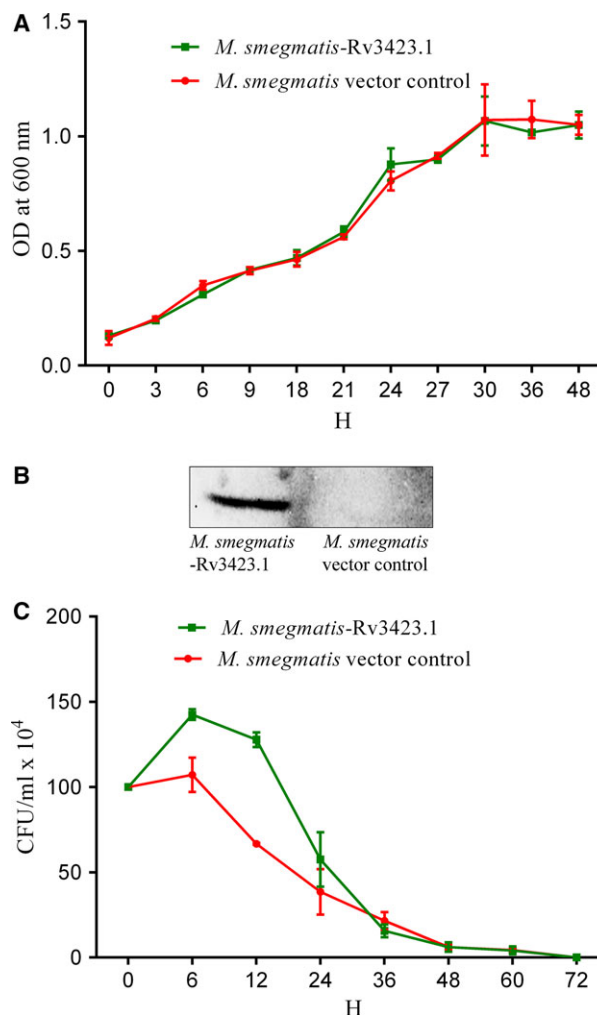 A
1.5
1.0
0.5
0.0
OD at 600 nm
M. smegmatis-Rv3423.1
M. smegmatis vector control
0 3 6 9 18 21 24 27 30 36 48
H
B
M. smegmatis M. smegmatis
-Rv3423.1 vector control
C
200
150
100
50
0
CFU/ml x 10⁴
M. smegmatis-Rv3423.1
M. smegmatis vector control
0 6 12 24 36 48 60 72
H